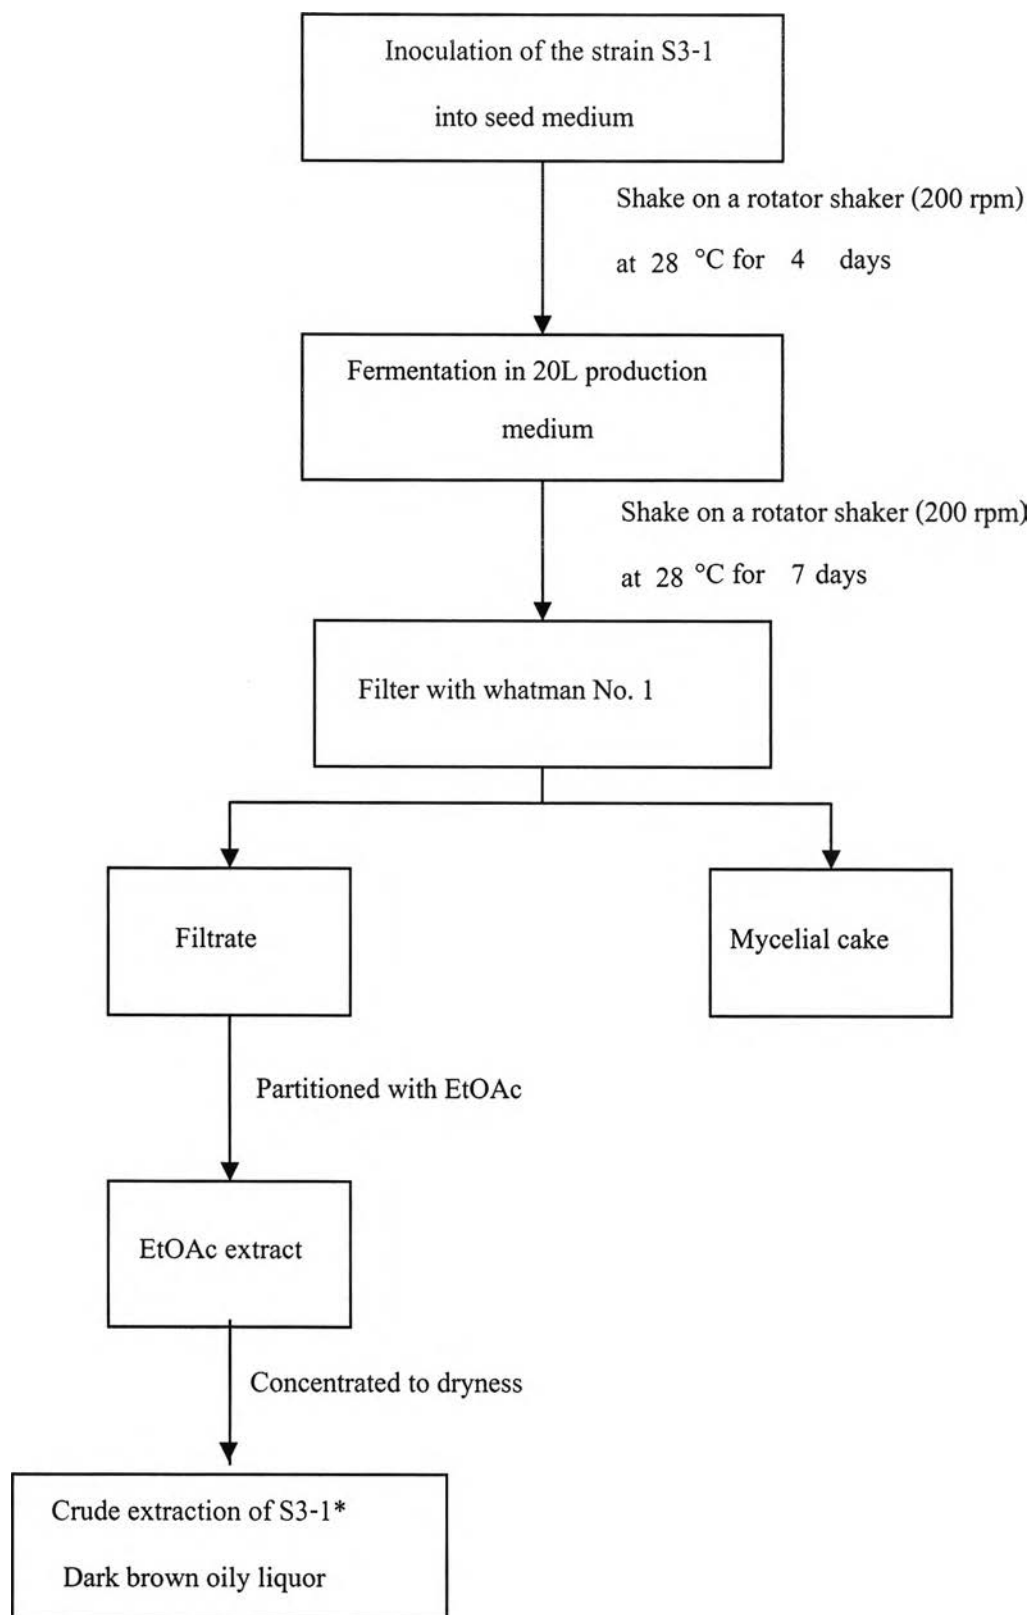 Inoculation of the strain S3-1
into seed medium
Shake on a rotator shaker (200 rpm)
at 28 °C for 4 days
Fermentation in 20L production
medium
Shake on a rotator shaker (200 rpm)
at 28 °C for 7 days
Filter with whatman No. 1
Filtrate
Mycelial cake
Partitioned with EtOAc
EtOAc extract
Concentrated to dryness
Crude extraction of S3-1*
Dark brown oily liquor